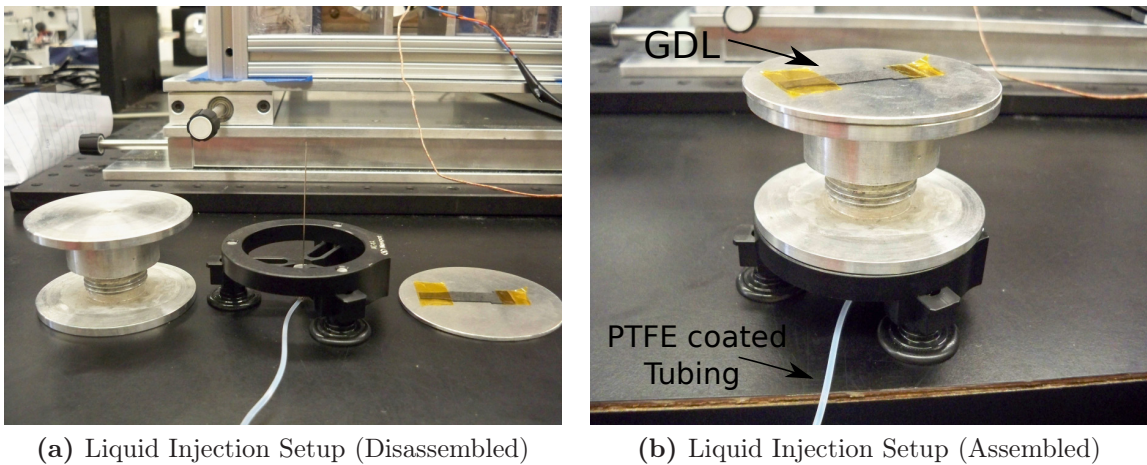 GDL
PTFE coated
Tubing
(a) Liquid Injection Setup (Disassembled)
(b) Liquid Injection Setup (Assembled)